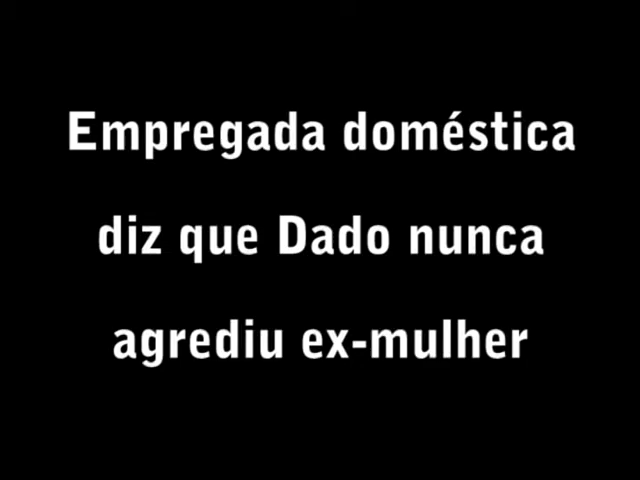 Empregada doméstica
diz que Dado nunca
agrediu ex-mulher